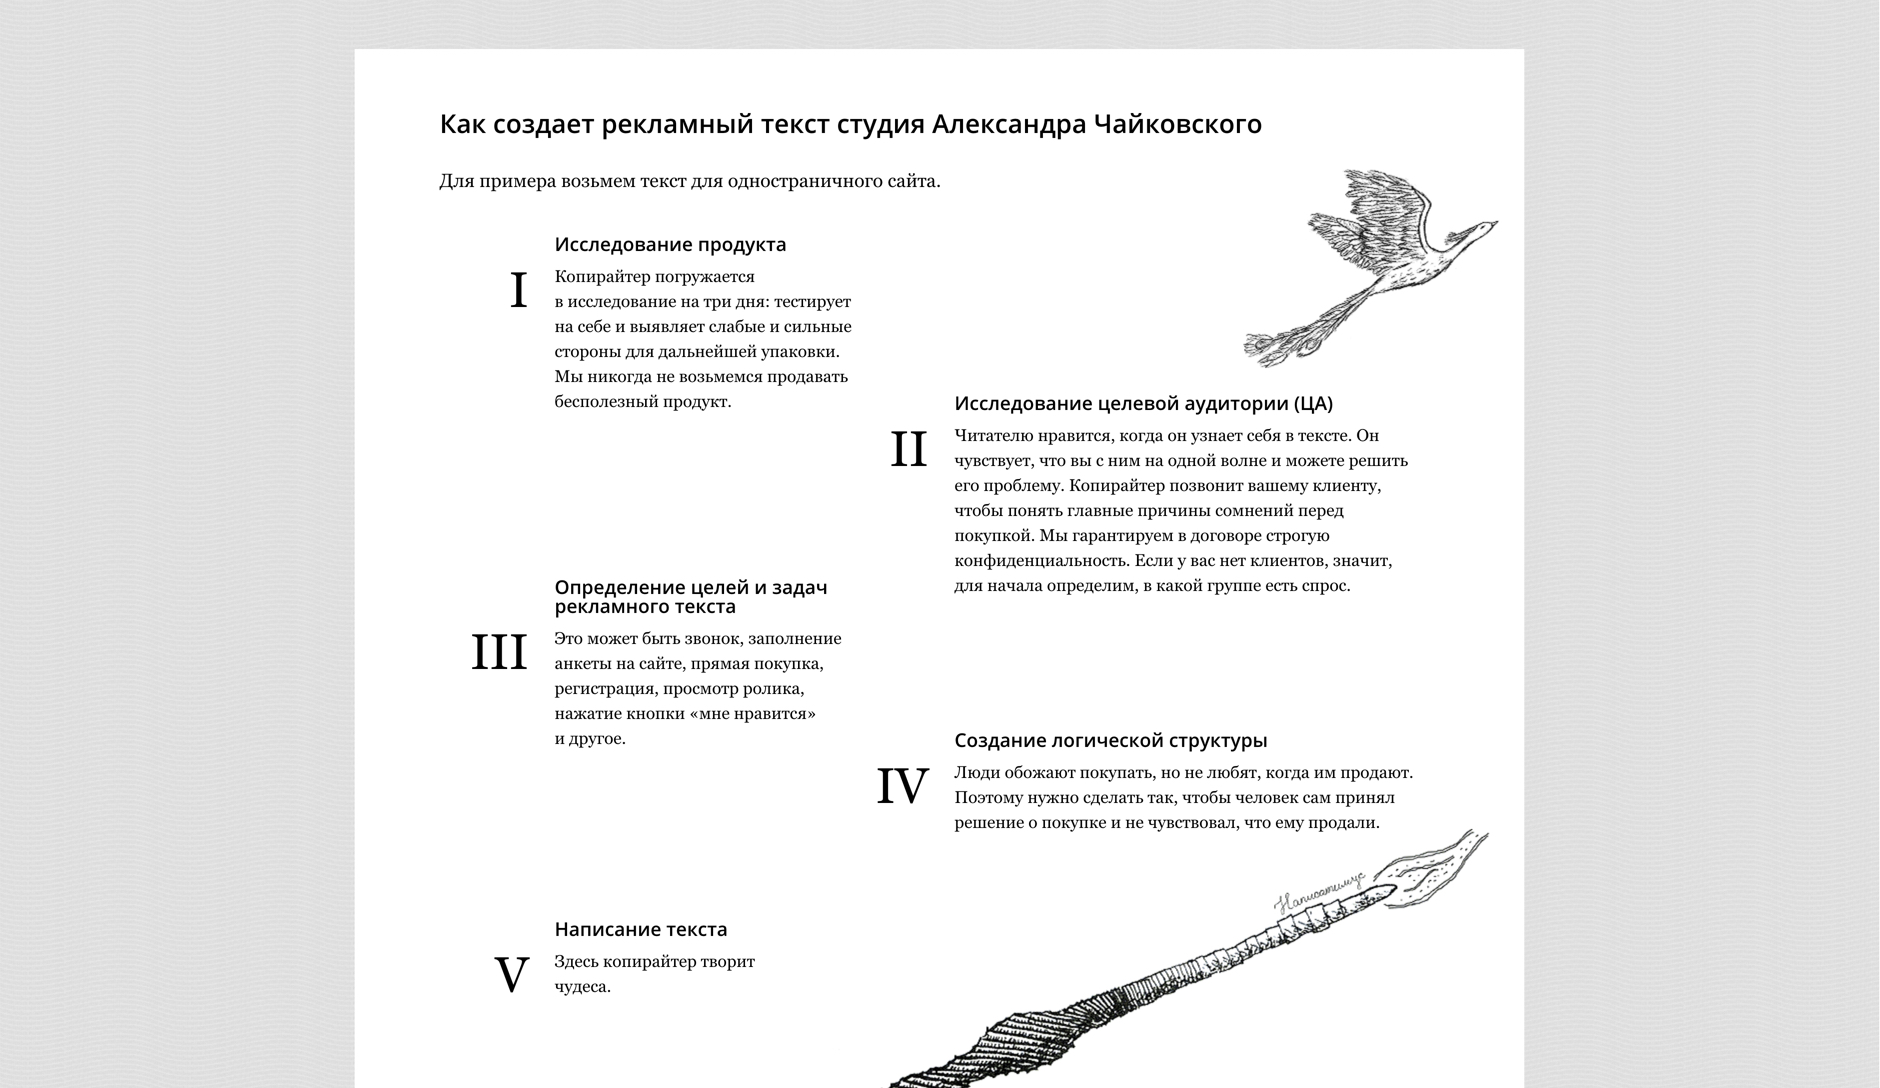 Как создает рекламный текст студия Александра Чайковского
Для примера возьмем текст для одностраничного сайта.
I
Исследование продукта
Копирайтер погружается
в исследование на три дня: тестирует
на себе и выявляет слабые и сильные
стороны для дальнейшей упаковки.
Мы никогда не возьмемся продавать
бесполезный продукт.
II
Исследование целевой аудитории (ЦА)
Читателю нравится, когда он узнает себя в тексте. Он
чувствует, что вы с ним на одной волне и можете решить
его проблему. Копирайтер позвонит вашему клиенту,
чтобы понять главные причины сомнений перед
покупкой. Мы гарантируем в договоре строгую
конфиденциальность. Если у вас нет клиентов, значит,
для начала определим, в какой группе есть спрос.
III
Определение целей и задач
рекламного текста
Это может быть звонок, заполнение
анкеты на сайте, прямая покупка,
регистрация, просмотр ролика,
нажатие кнопки «мне нравится»
и другое.
IV
Создание логической структуры
Люди обожают покупать, но не любят, когда им продают.
Поэтому нужно сделать так, чтобы человек сам принял
решение о покупке и не чувствовал, что ему продали.
Написатимус
V
Написание текста
Здесь копирайтер творит
чудеса.